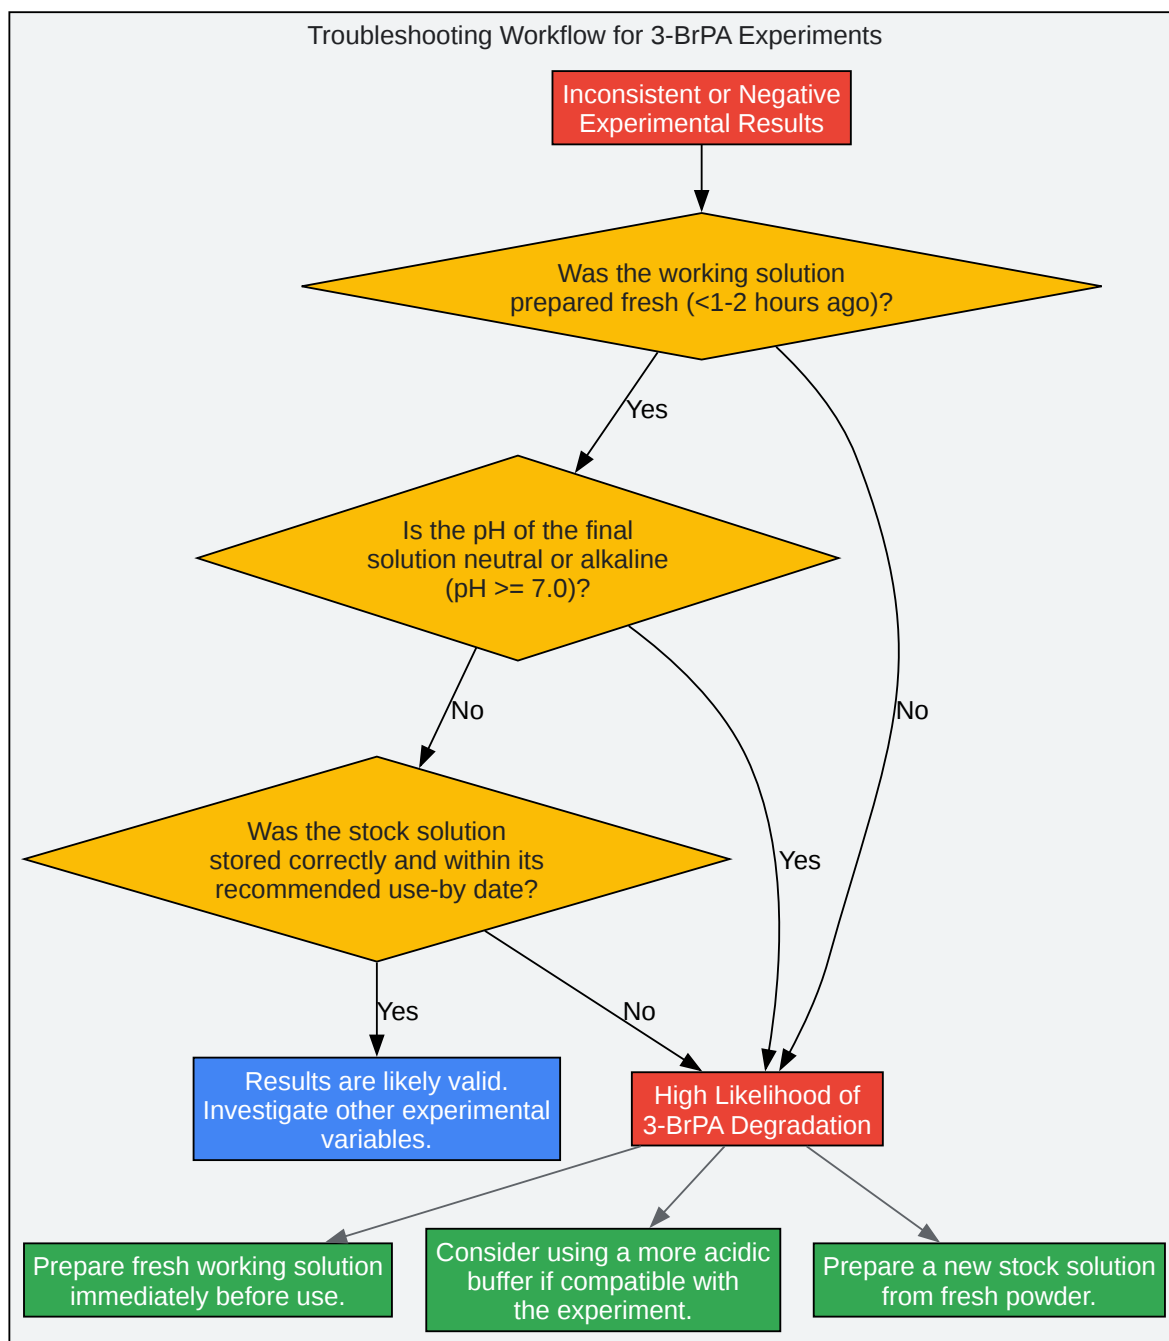 Troubleshooting Workflow for 3-BrPA Experiments
Inconsistent or Negative
Experimental Results
Was the working solution
prepared fresh (<1-2 hours ago)?
Yes
Is the pH of the final
solution neutral or alkaline
(pH >= 7.0)?
No
No
Was the stock solution
stored correctly and within its
recommended use-by date?
Yes
Yes
No
Results are likely valid.
Investigate other experimental
variables.
High Likelihood of
3-BrPA Degradation
Prepare fresh working solution
immediately before use.
Consider using a more acidic
buffer if compatible with
the experiment.
Prepare a new stock solution
from fresh powder.